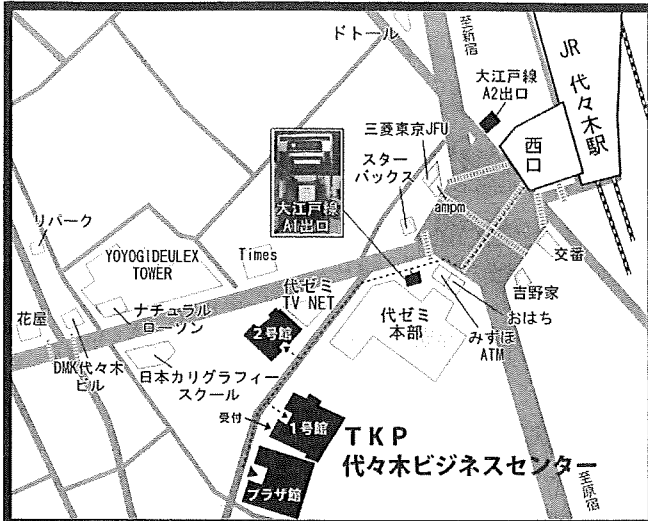 ドトール
至新宿
JR 代々木駅
大江戸線
A2出口
西口
三菱東京JFU
スター
バックス
ampm
大江戸線
A1出口
リパーク
YOYOGIDEULEX
TOWER
Times
代ゼミ
TV NET
交番
吉野家
おはち
みずほ
ATM
代ゼミ
本部
花屋
ナチュラル
ローソン
2号館
DMK代々木
ビル
日本カリグラフィー
スクール
受付
1号館
プラザ館
TKP
代々木ビジネスセンター
至原宿